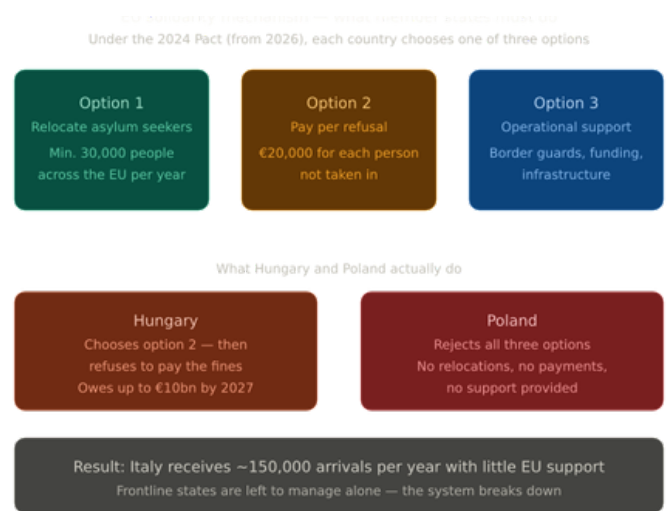 Under the 2024 Pact (from 2026), each country chooses one of three options
Option 1
Relocate asylum seekers
Min. 30,000 people
across the EU per year
Option 2
Pay per refusal
€20,000 for each person
not taken in
Option 3
Operational support
Border guards, funding,
infrastructure
What Hungary and Poland actually do
Hungary
Chooses option 2 — then
refuses to pay the fines
Owes up to €10bn by 2027
Poland
Rejects all three options
No relocations, no payments,
no support provided
Result: Italy receives ~150,000 arrivals per year with little EU support
Frontline states are left to manage alone — the system breaks down